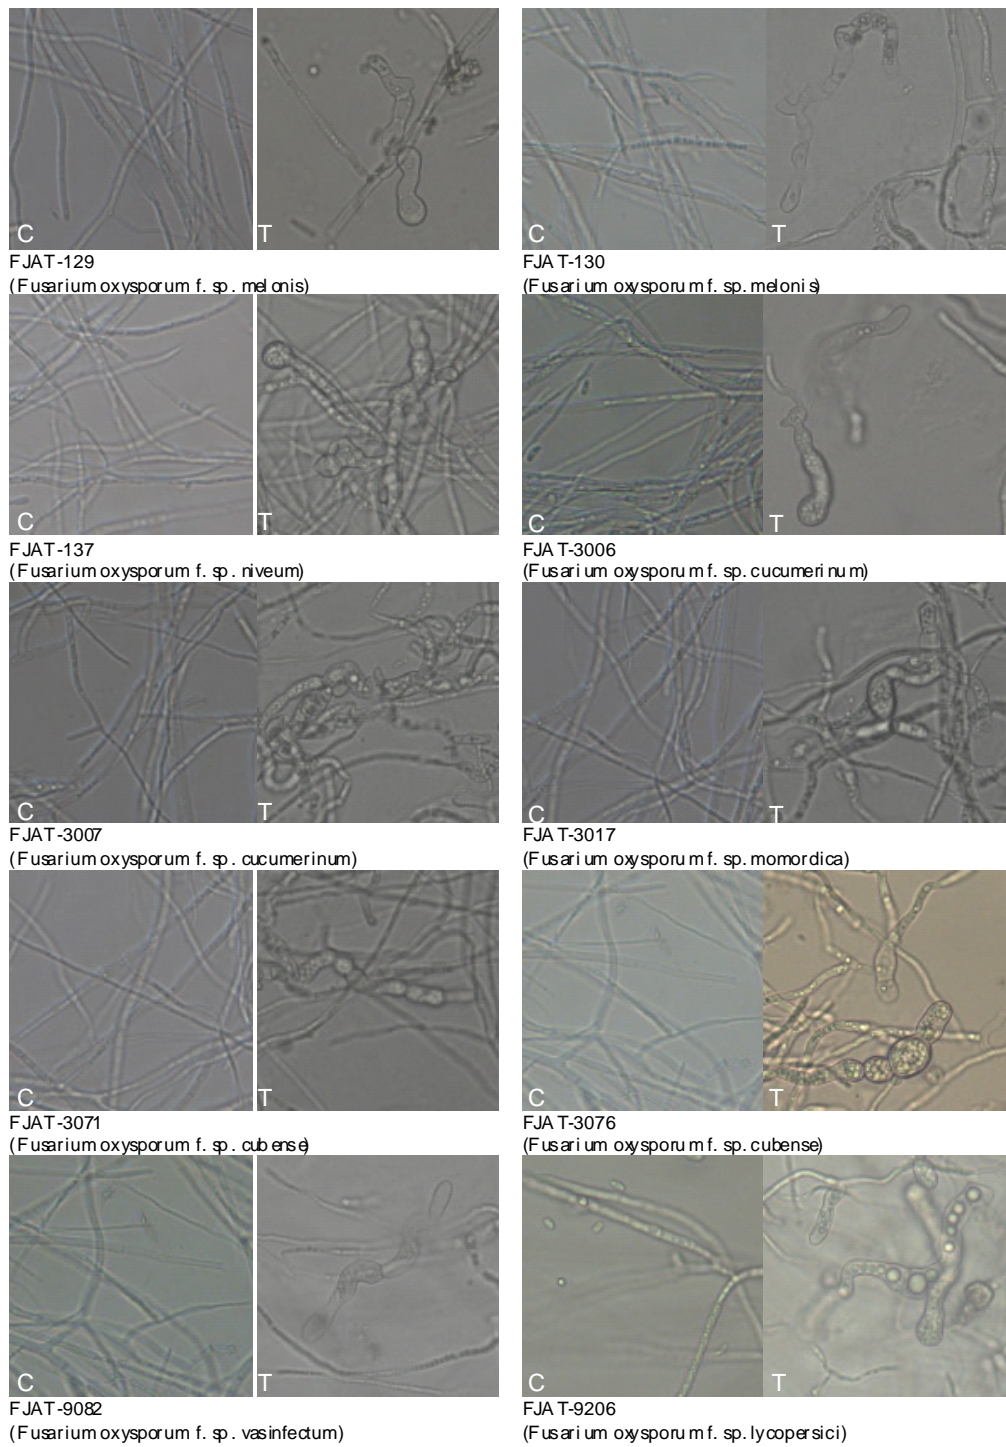 C T C T
FJAT-129 FJAT-130
(Fusarium oxysporum f. sp. melonis) (Fusarium oxysporum f. sp. melonis)
C T C T
FJAT-137 FJAT-3006
(Fusarium oxysporum f. sp. niveum) (Fusarium oxysporum f. sp. cucumerinum)
C T C T
FJAT-3007 FJAT-3017
(Fusarium oxysporum f. sp. cucumerinum) (Fusarium oxysporum f. sp. momordica)
C T C T
FJAT-3071 FJAT-3076
(Fusarium oxysporum f. sp. cubense) (Fusarium oxysporum f. sp. cubense)
C T C T
FJAT-9082 FJAT-9206
(Fusarium oxysporum f. sp. vasinfectum) (Fusarium oxysporum f. sp. lycopersici)